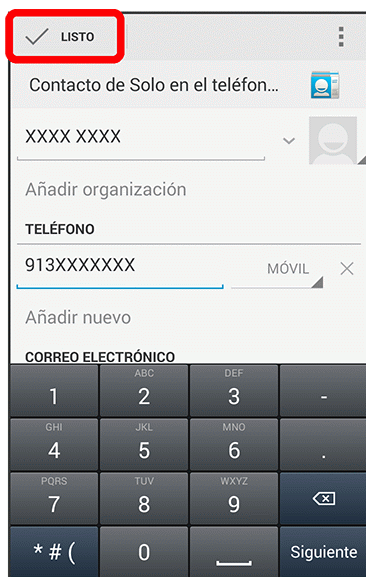 LISTO
Contacto de Solo en el teléfon...
XXXX XXXX
Añadir organización
TELÉFONO
913XXXXXXX MÓVIL
Añadir nuevo
CORREO ELECTRÓNICO
ABC DEF
1 2 3 -
GHI JKL MNO
4 5 6 .
PQRS TUV WXYZ
7 8 9
* # ( 0 Siguiente